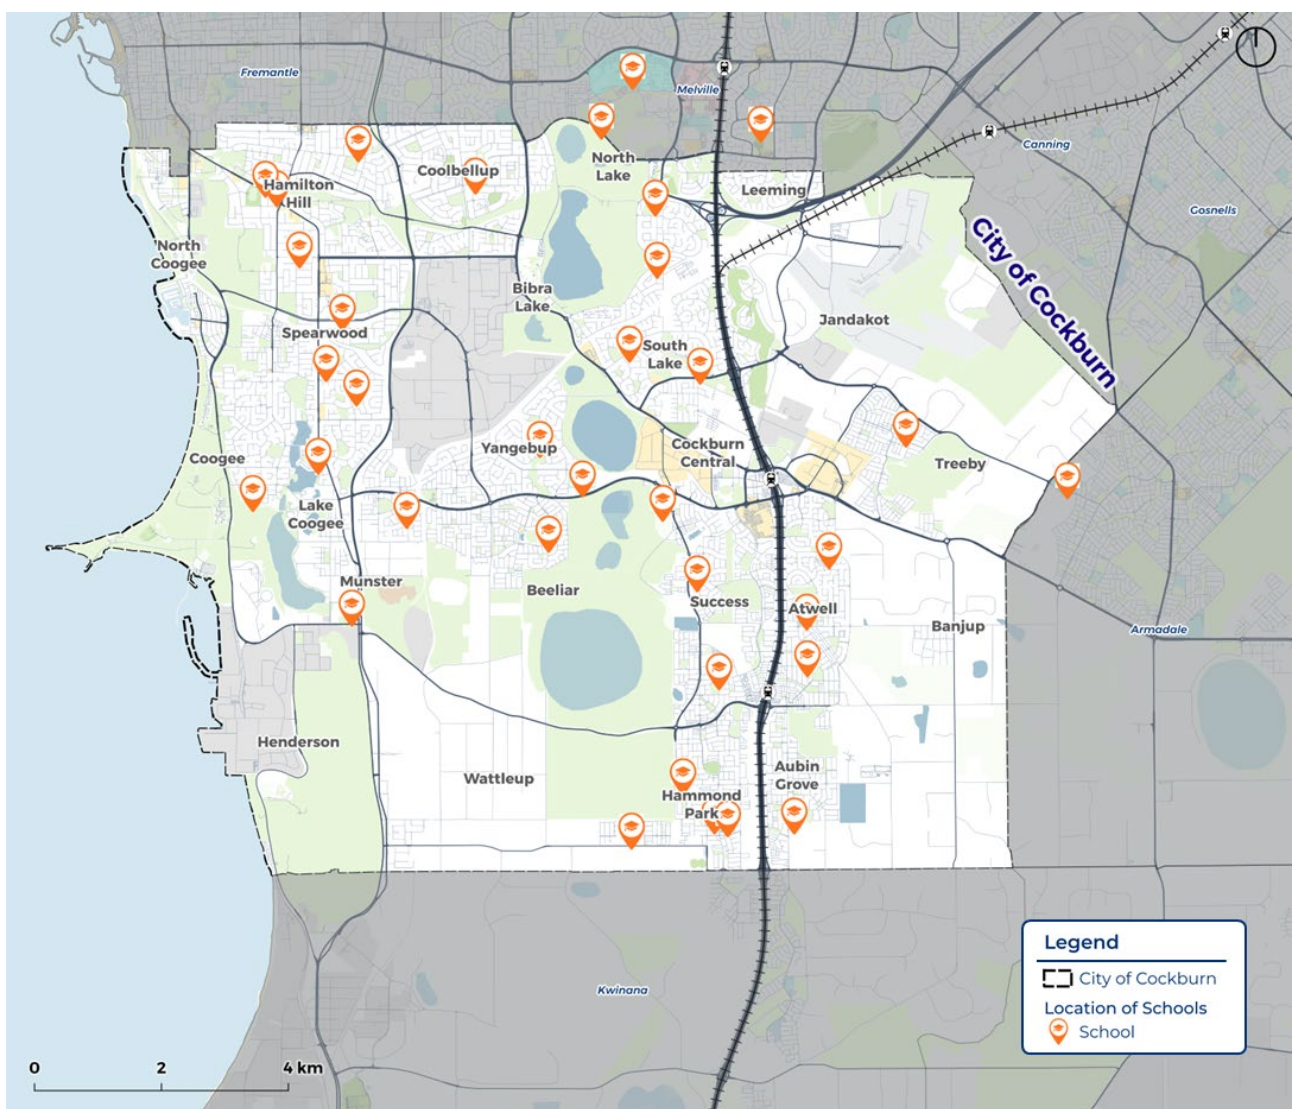 Fremantle
Melville
Canning
Gosnells
Hamilton
Hill
Coolbellup
North
Lake
Leeming
North
Coogee
City of Cockburn
Bibra
Lake
Jandakot
Spearwood
South
Lake
Coogee
Yangebup
Cockburn
Central
Treeby
Lake
Coogee
Munster
Beeliar
Success
Atwell
Banjup
Armadale
Henderson
Wattleup
Aubin
Grove
Hammond
Park
Kwinana
Legend
City of Cockburn
Location of Schools
School
0 2 4 km